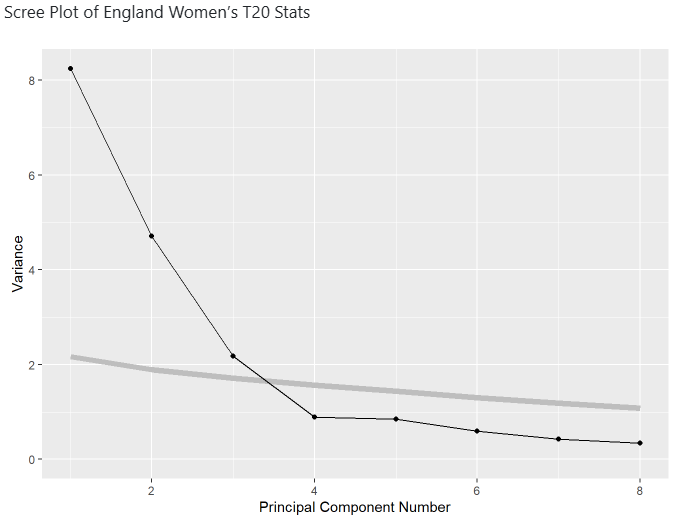 Scree Plot of England Women’s T20 Stats
8
6
4
2
0
Variance
2 4 6 8
Principal Component Number